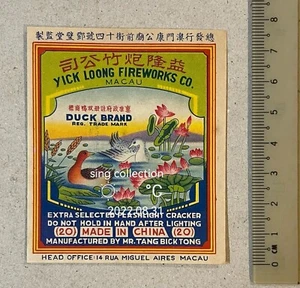 總發行澳門康公廟前街十四號鄧璧堂監製
司公竹炮隆益
YICK LOONG FIREWORKS CO.
MACAU
DUCK BRAND
REG. TRADE MARK
sing collection
°C
2022.08.31
EXTRA SELECTED FLASHLIGHT CRACKER
DO NOT HOLD IN HAND AFTER LIGHTING
(20) MADE IN CHINA (20)
MANUFACTURED BY MR. TANG BICK TONG
HEAD OFFICE: 14 RUA MIGUEL AIRES MACAU